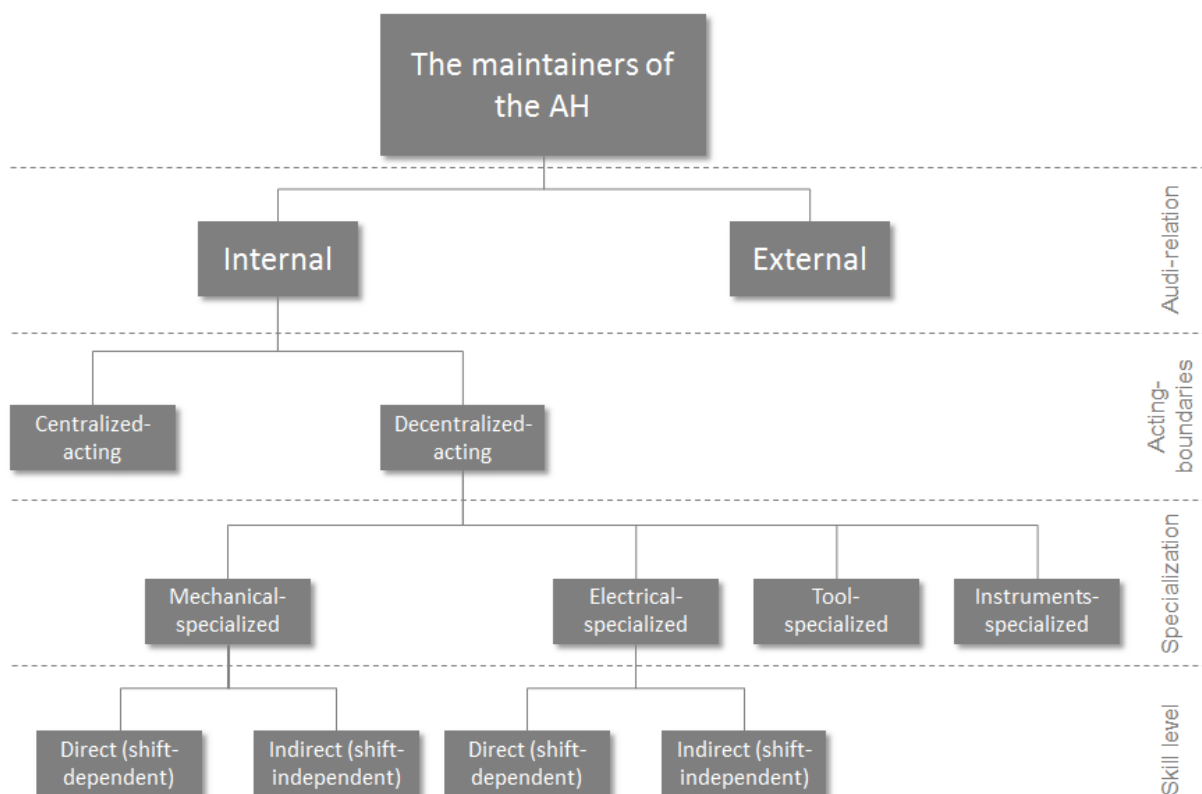 The maintainers of
the AH
Audi-relation
Internal
External
Acting-
boundaries
Centralized-
acting
Decentralized-
acting
Specialization
Mechanical-
specialized
Electrical-
specialized
Tool-
specialized
Instruments-
specialized
Skill level
Direct (shift-
dependent)
Indirect (shift-
independent)
Direct (shift-
dependent)
Indirect (shift-
independent)